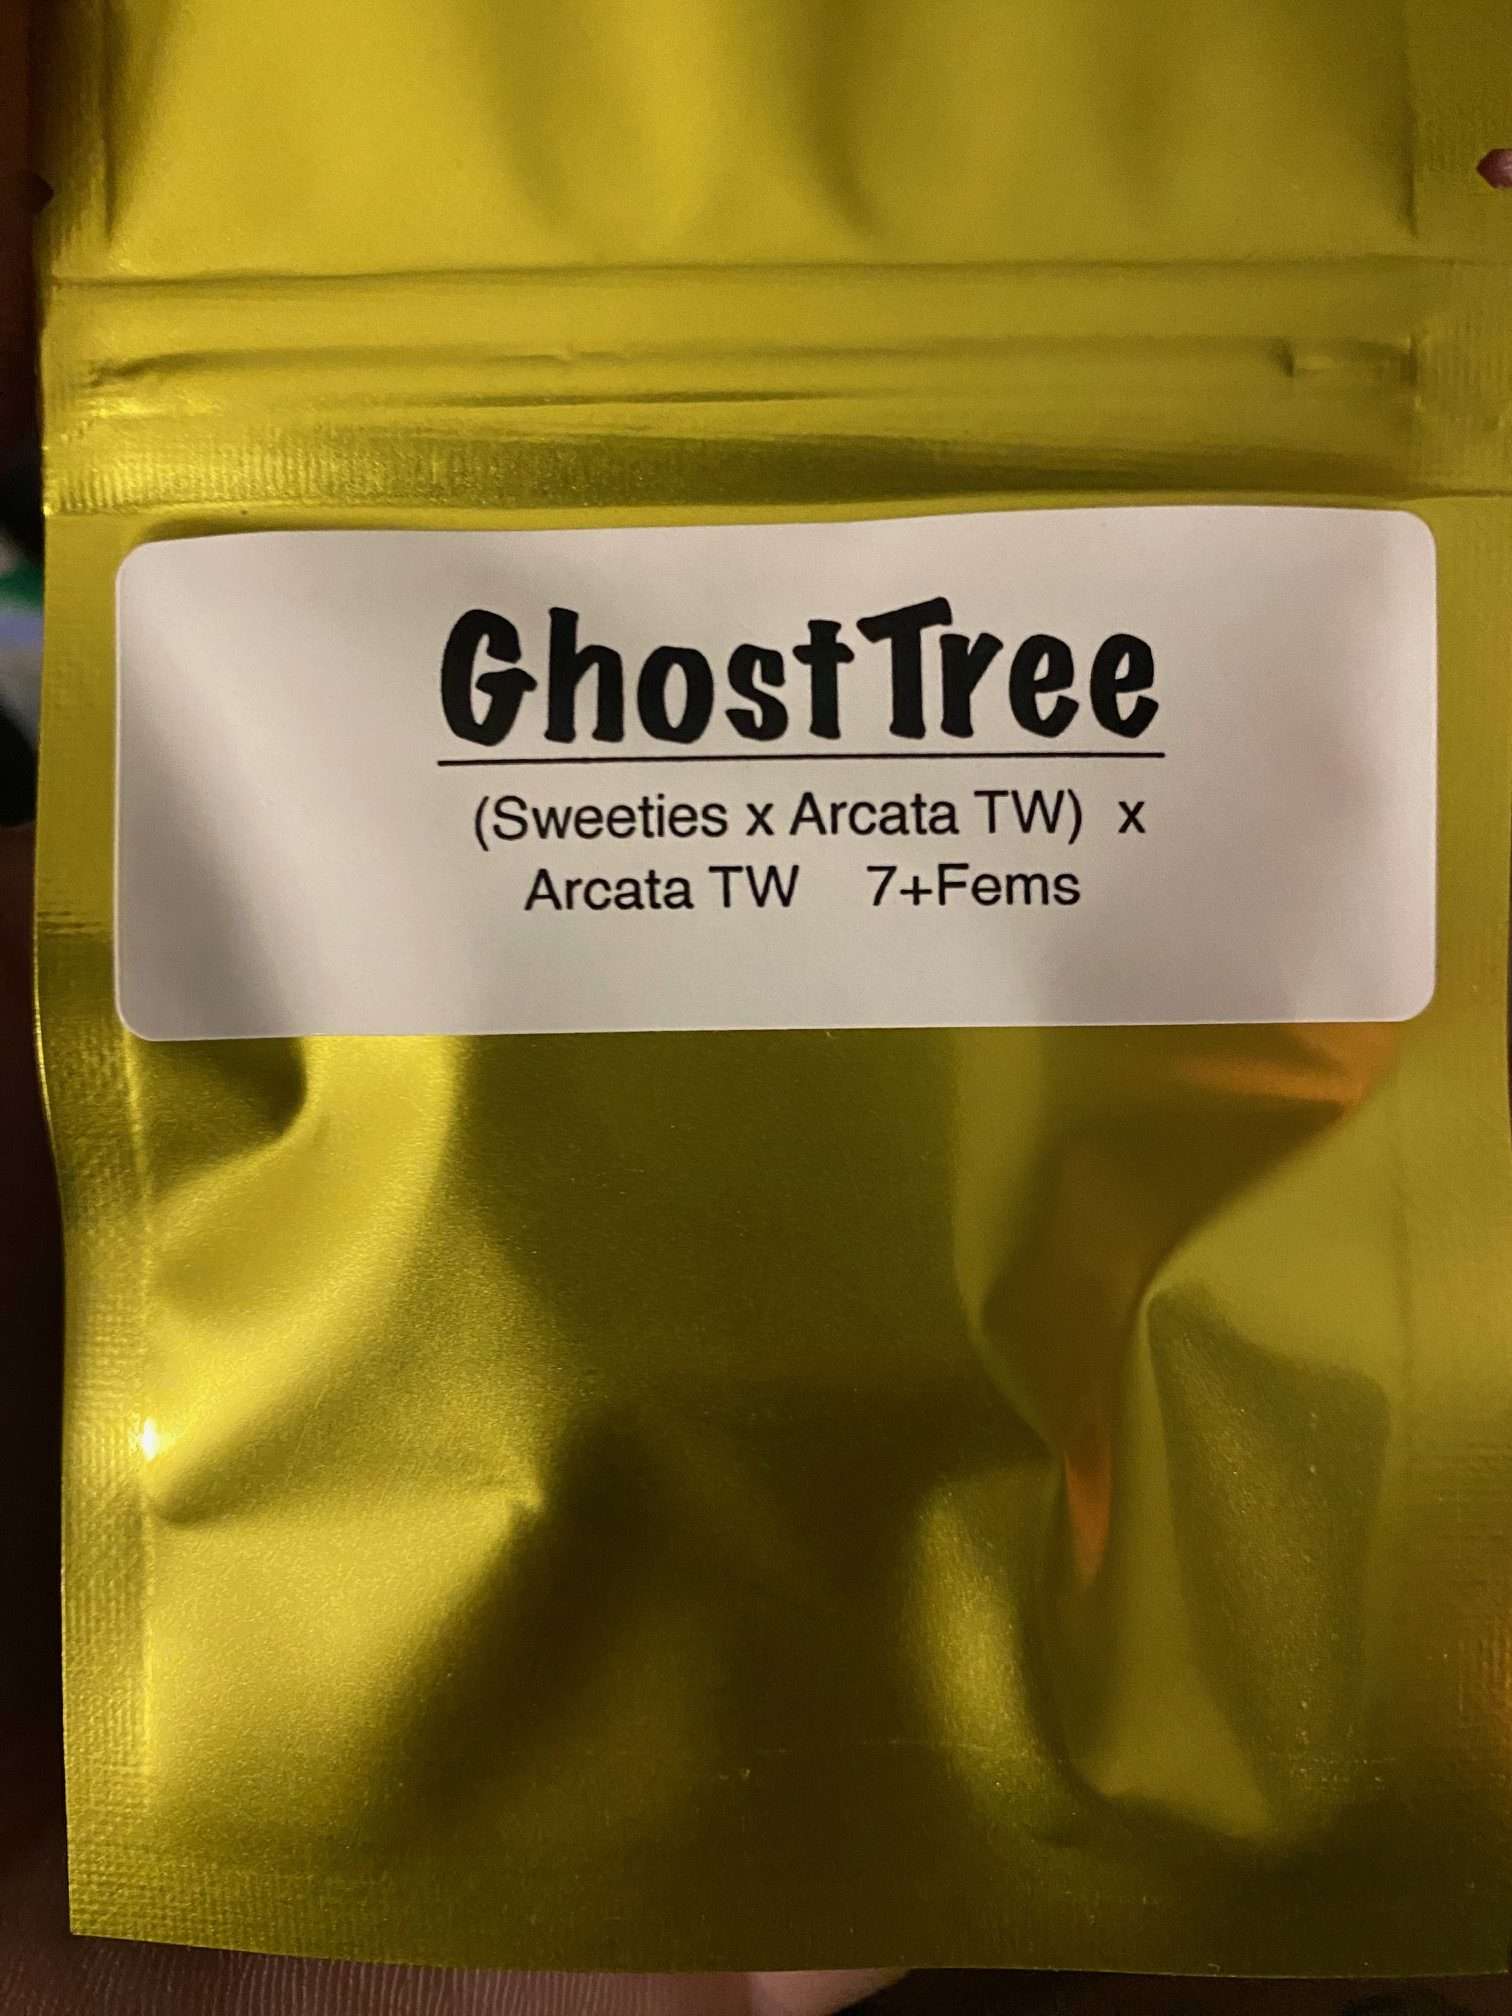 GhostTree
(Sweeties x Arcata TW) x
Arcata TW 7+Fems